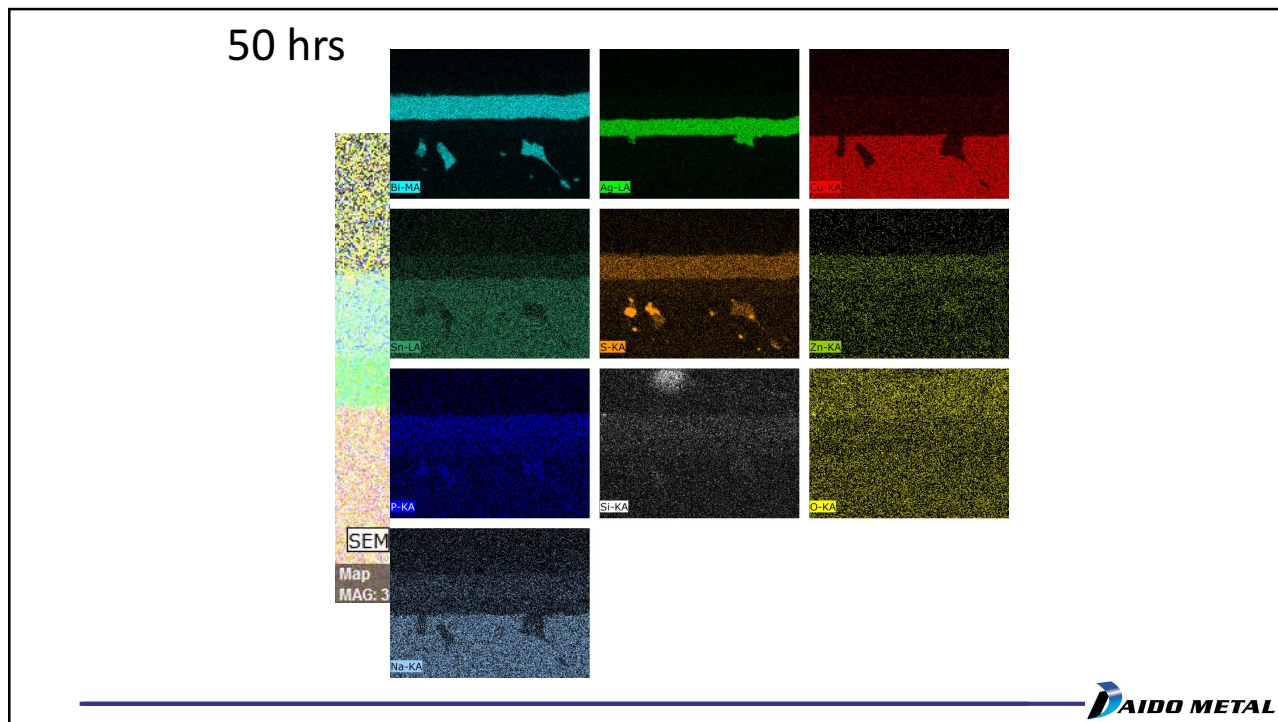 50 hrs
Bi-MA
Ag-LA
Cu-KA
Sn-LA
S-KA
Zn-KA
P-KA
Si-KA
O-KA
SEM
Map
MAG: 3
Na-KA
DAIDO METAL